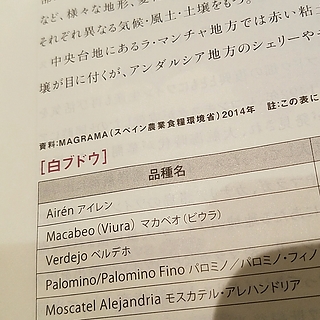 など、様々な地形、
それぞれ異なる気候・風土・土壌をもつ。
中央台地にあるラ・マンチャ地方では赤い粘土
壌が目に付くが、アンダルシア地方のシェリーや
資料:MAGRAMA(スペイン農業食糧環境省)2014年 註:この表に
[白ブドウ]
品種名
Airén アイレン
Macabeo(Viura) マカベオ(ビウラ)
Verdejo ベルデホ
Palomino/Palomino Fino パロミノ/パロミノ・フィノ
Moscatel Alejandria モスカテル・アレハンドリア